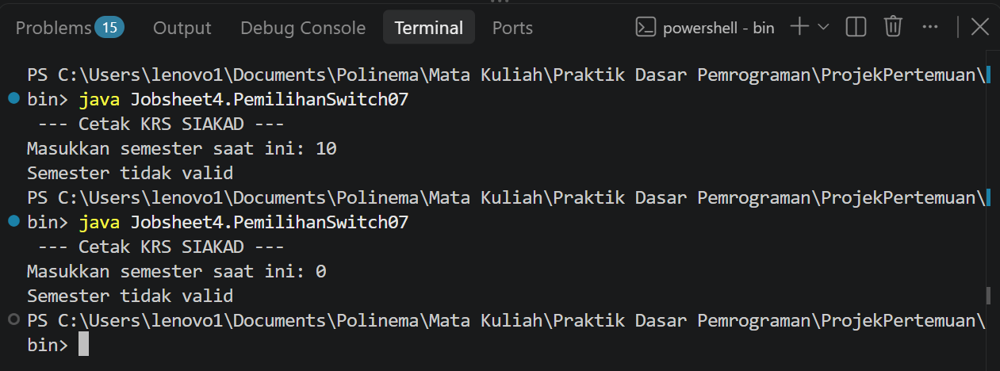 Problems 15 Output Debug Console Terminal Ports powershell - bin
PS C:\Users\lenovo1\Documents\Polinema\Mata Kuliah\Praktik Dasar Pemrograman\ProjekPertemuan\
bin> java Jobsheet4.PemilihanSwitch07
--- Cetak KRS SIAKAD ---
Masukkan semester saat ini: 10
Semester tidak valid
PS C:\Users\lenovo1\Documents\Polinema\Mata Kuliah\Praktik Dasar Pemrograman\ProjekPertemuan\
bin> java Jobsheet4.PemilihanSwitch07
--- Cetak KRS SIAKAD ---
Masukkan semester saat ini: 0
Semester tidak valid
PS C:\Users\lenovo1\Documents\Polinema\Mata Kuliah\Praktik Dasar Pemrograman\ProjekPertemuan\
bin>